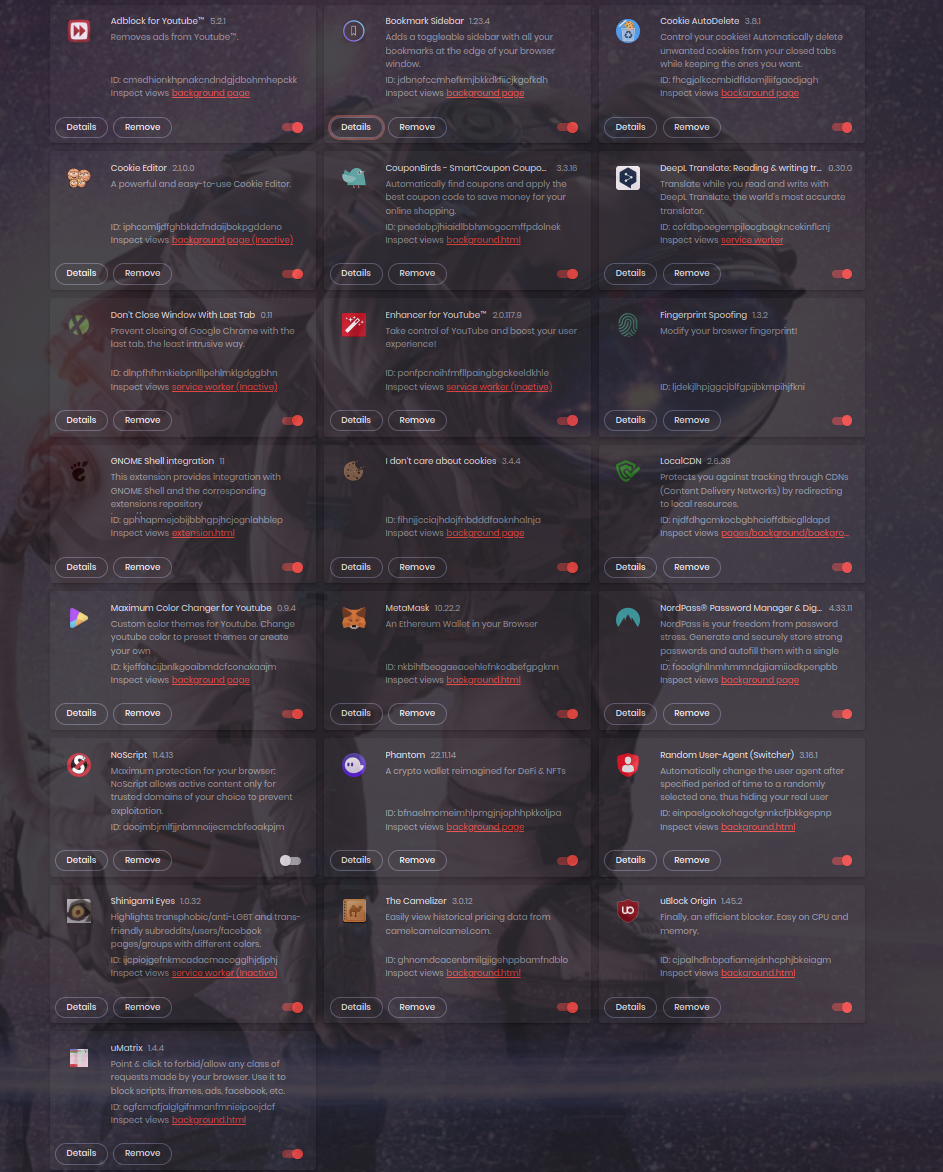 Adblock for Youtube™ 5.2.1
Removes ads from Youtube™.
ID: cmedhionkhpnakcndndgjdbohmhepckk
Inspect views background page
Details Remove
Bookmark Sidebar 1.23.4
Adds a toggleable sidebar with all your
bookmarks at the edge of your browser
window.
ID: jdbnofccmhefkmjbkkdkfiicjkgofkdh
Inspect views background page
Details Remove
Cookie AutoDelete 3.8.1
Control your cookies! Automatically delete
unwanted cookies from your closed tabs
while keeping the ones you want.
ID: fhcgjolkccmbidfldomjliifgaodjagh
Inspect views background page
Details Remove
Cookie Editor 2.1.0.0
A powerful and easy-to-use Cookie Editor.
ID: iphcomljdfghbkdcfndaijbokpgddeno
Inspect views background page (Inactive)
Details Remove
CouponBirds - SmartCoupon Coupo... 3.3.16
Automatically find coupons and apply the
best coupon code to save money for your
online shopping.
ID: pnedebpjhiaidlbbhmogocmffpdolnek
Inspect views background.html
Details Remove
DeepL Translate: Reading & writing tr... 0.30.0
Translate while you read and write with
DeepL Translate, the world's most accurate
translator.
ID: cofdbpoegempjloogbagkncekinflcnj
Inspect views service worker
Details Remove
Don't Close Window With Last Tab 0.11
Prevent closing of Google Chrome with the
last tab, the least intrusive way.
ID: dlnpfhfhmkiebpnlllpehlmklgdggbhn
Inspect views service worker (Inactive)
Details Remove
Enhancer for YouTube™ 2.0.117.9
Take control of YouTube and boost your user
experience!
ID: ponfpcnoihfmfllpaingbgckeeldkhle
Inspect views service worker (Inactive)
Details Remove
Fingerprint Spoofing 1.3.2
Modify your broswer fingerprint!
ID: ljdekjlhpjggcjblfgpijbkmpihjfkni
Details Remove
GNOME Shell integration 11
This extension provides integration with
GNOME Shell and the corresponding
extensions repository
ID: gphhapmejobijbbhgpjhcjognlahblep
Inspect views extension.html
Details Remove
I don't care about cookies 3.4.4
ID: fihnjjcciajhdojfnbdddfaoknhalnja
Inspect views background page
Details Remove
LocalCDN 2.6.39
Protects you against tracking through CDNs
(Content Delivery Networks) by redirecting
to local resources.
ID: njdfdhgcmkocbgbhcioffdbicglldapd
Inspect views pages/background/backgro...
Details Remove
Maximum Color Changer for Youtube 0.9.4
Custom color themes for Youtube. Change
youtube color to preset themes or create
your own
ID: kjeffohcijbnlkgoaibmdcfconakaajm
Inspect views background page
Details Remove
MetaMask 10.22.2
An Ethereum Wallet in your Browser
ID: nkbihfbeogaeaoehlefnkodbefgpgknn
Inspect views background.html
Details Remove
NordPass® Password Manager & Dig... 4.33.11
NordPass is your freedom from password
stress. Generate and securely store strong
passwords and autofill them with a single
ID: fooolghllnmhmmndgjiamiiodkpenpbb
Inspect views background page
Details Remove
NoScript 11.4.13
Maximum protection for your browser:
NoScript allows active content only for
trusted domains of your choice to prevent
exploitation.
ID: doojmbjmlfjjnbmnoijecmcbfeoakpjm
Details Remove
Phantom 22.11.14
A crypto wallet reimagined for DeFi & NFTs
ID: bfnaelmomeimhlpmgjnjophhpkkoljpa
Inspect views background page
Details Remove
Random User-Agent (Switcher) 3.16.1
Automatically change the user agent after
specified period of time to a randomly
selected one, thus hiding your real user
ID: einpaelgookohagofgnnkcfjbkkgepnp
Inspect views background.html
Details Remove
Shinigami Eyes 1.0.32
Highlights transphobic/anti-LGBT and trans-
friendly subreddits/users/facebook
pages/groups with different colors.
ID: ijcpiojgefnkmcadacmacogglhjdjphj
Inspect views service worker (Inactive)
Details Remove
The Camelizer 3.0.12
Easily view historical pricing data from
camelcamelcamel.com.
ID: ghnomdcacenbmilgjigehppbamfndblo
Inspect views background.html
Details Remove
uBlock Origin 1.45.2
Finally, an efficient blocker. Easy on CPU and
memory.
ID: cjpalhdlnbpafiamejdnhcphjbkeiagm
Inspect views background.html
Details Remove
uMatrix 1.4.4
Point & click to forbid/allow any class of
requests made by your browser. Use it to
block scripts, iframes, ads, facebook, etc.
ID: ogfcmafjalglgifnmanfmnieipoejdcf
Inspect views background.html
Details Remove